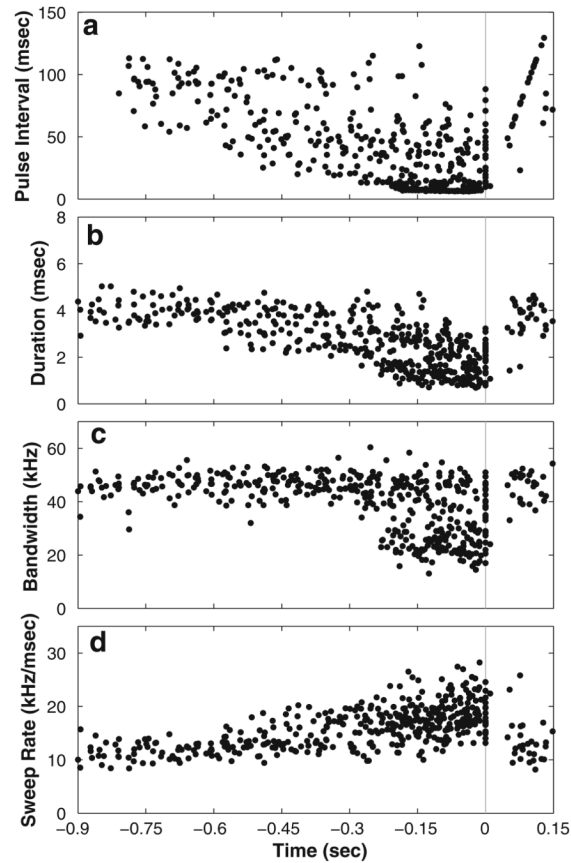 a
Pulse Interval (msec)
150
100
50
0
b
Duration (msec)
8
6
4
2
0
c
Bandwidth (kHz)
60
40
20
0
d
Sweep Rate (kHz/msec)
30
20
10
0
−0.9 −0.75 −0.6 −0.45 −0.3 −0.15 0 0.15
Time (sec)